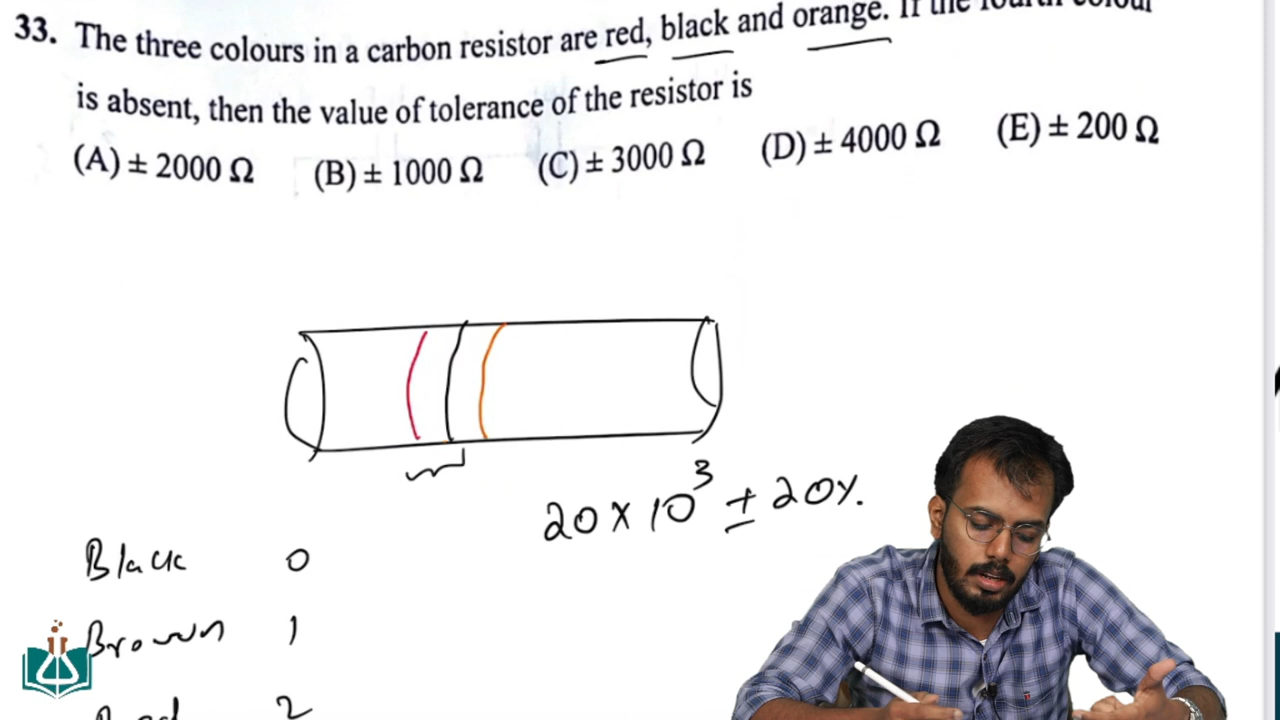 33. The three colours in a carbon resistor are red, black and orange. If the fourth colour
is absent, then the value of tolerance of the resistor is
(A) ± 2000 Ω (B) ± 1000 Ω (C) ± 3000 Ω (D) ± 4000 Ω (E) ± 200 Ω
20 × 10³ ± 20%.
Black 0
Brown 1
Red 2